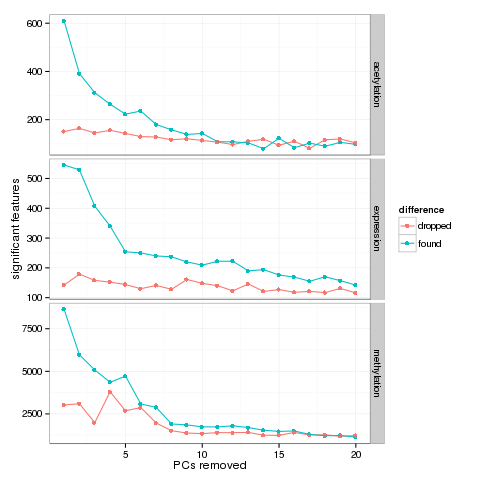 600
400
200
acetylation
500
400
300
200
100
expression
7500
5000
2500
methylation
5
10
15
20
PCs removed
significant features
difference
dropped
found